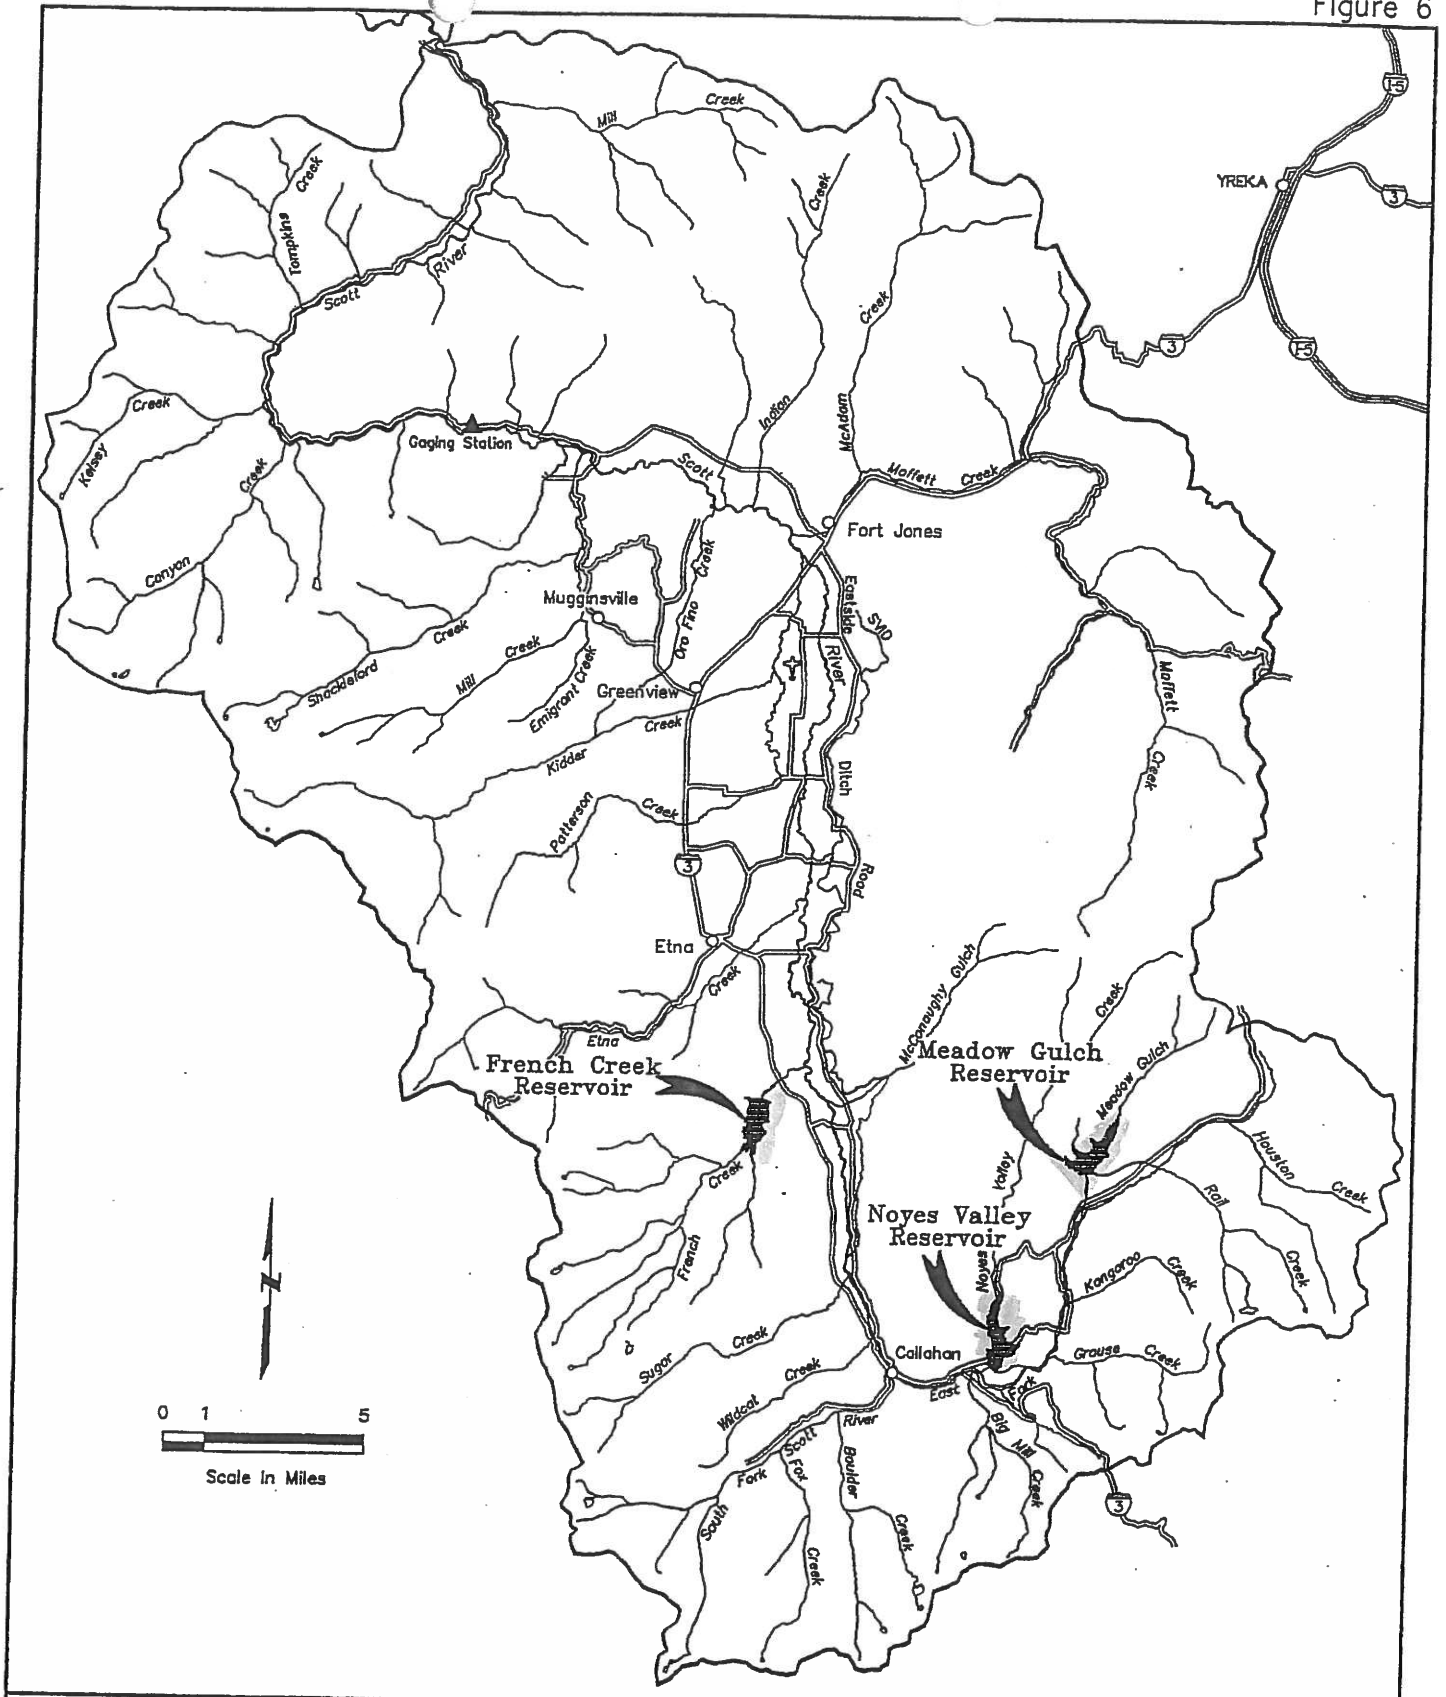 Figure 6
I-5
YREKA
3
Mill Creek
Creek
Tompkins
Creek
Scott
River
Creek
3
I-5
Kelsey
Creek
Creek
Canyon
Gaging Station
Scott
Indian
McAdam
Moffett Creek
Fort Jones
Mugginsville
Oro Fino
Creek
Eastside
SVID
River
Ditch
Road
Shackleford
Creek
Mill
Creek
Emigrant Creek
Greenview
Kidder
Creek
Patterson
Creek
Moffett
Creek
3
Etna
Creek
Etna
McConaughy Gulch
Creek
French Creek
Reservoir
Meadow Gulch
Reservoir
Meadow Gulch
Houston
Creek
Rail
Creek
Valley
Noyes Valley
Reservoir
Noyes
Kangaroo
Creek
Creek
French
Sugar
Creek
Callahan
Grouse
Creek
Wildcat
Creek
East
Fork
River
Scott
Fork
South
Fox
Creek
Boulder
Creek
Big
Mill
Creek
3
N
0 1 5
Scale in Miles